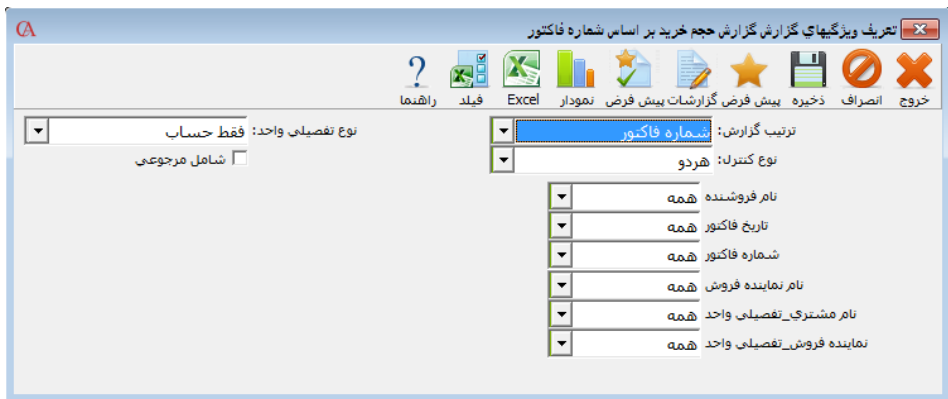 تعریف ویژگیهای گزارش گزارش حجم خرید بر اساس شماره فاکتور
خروج انصراف ذخیره پیش فرض گزارشات پیش فرض نمودار Excel فیلد راهنما
ترتیب گزارش: شماره فاکتور نوع تفصیلی واحد: فقط حساب
نوع کنترل: هردو شامل مرجوعی
نام فروشنده همه
تاریخ فاکتور همه
شماره فاکتور همه
نام نماینده فروش همه
نام مشتري_تفصیلی واحد همه
نماینده فروش_تفصیلی واحد همه